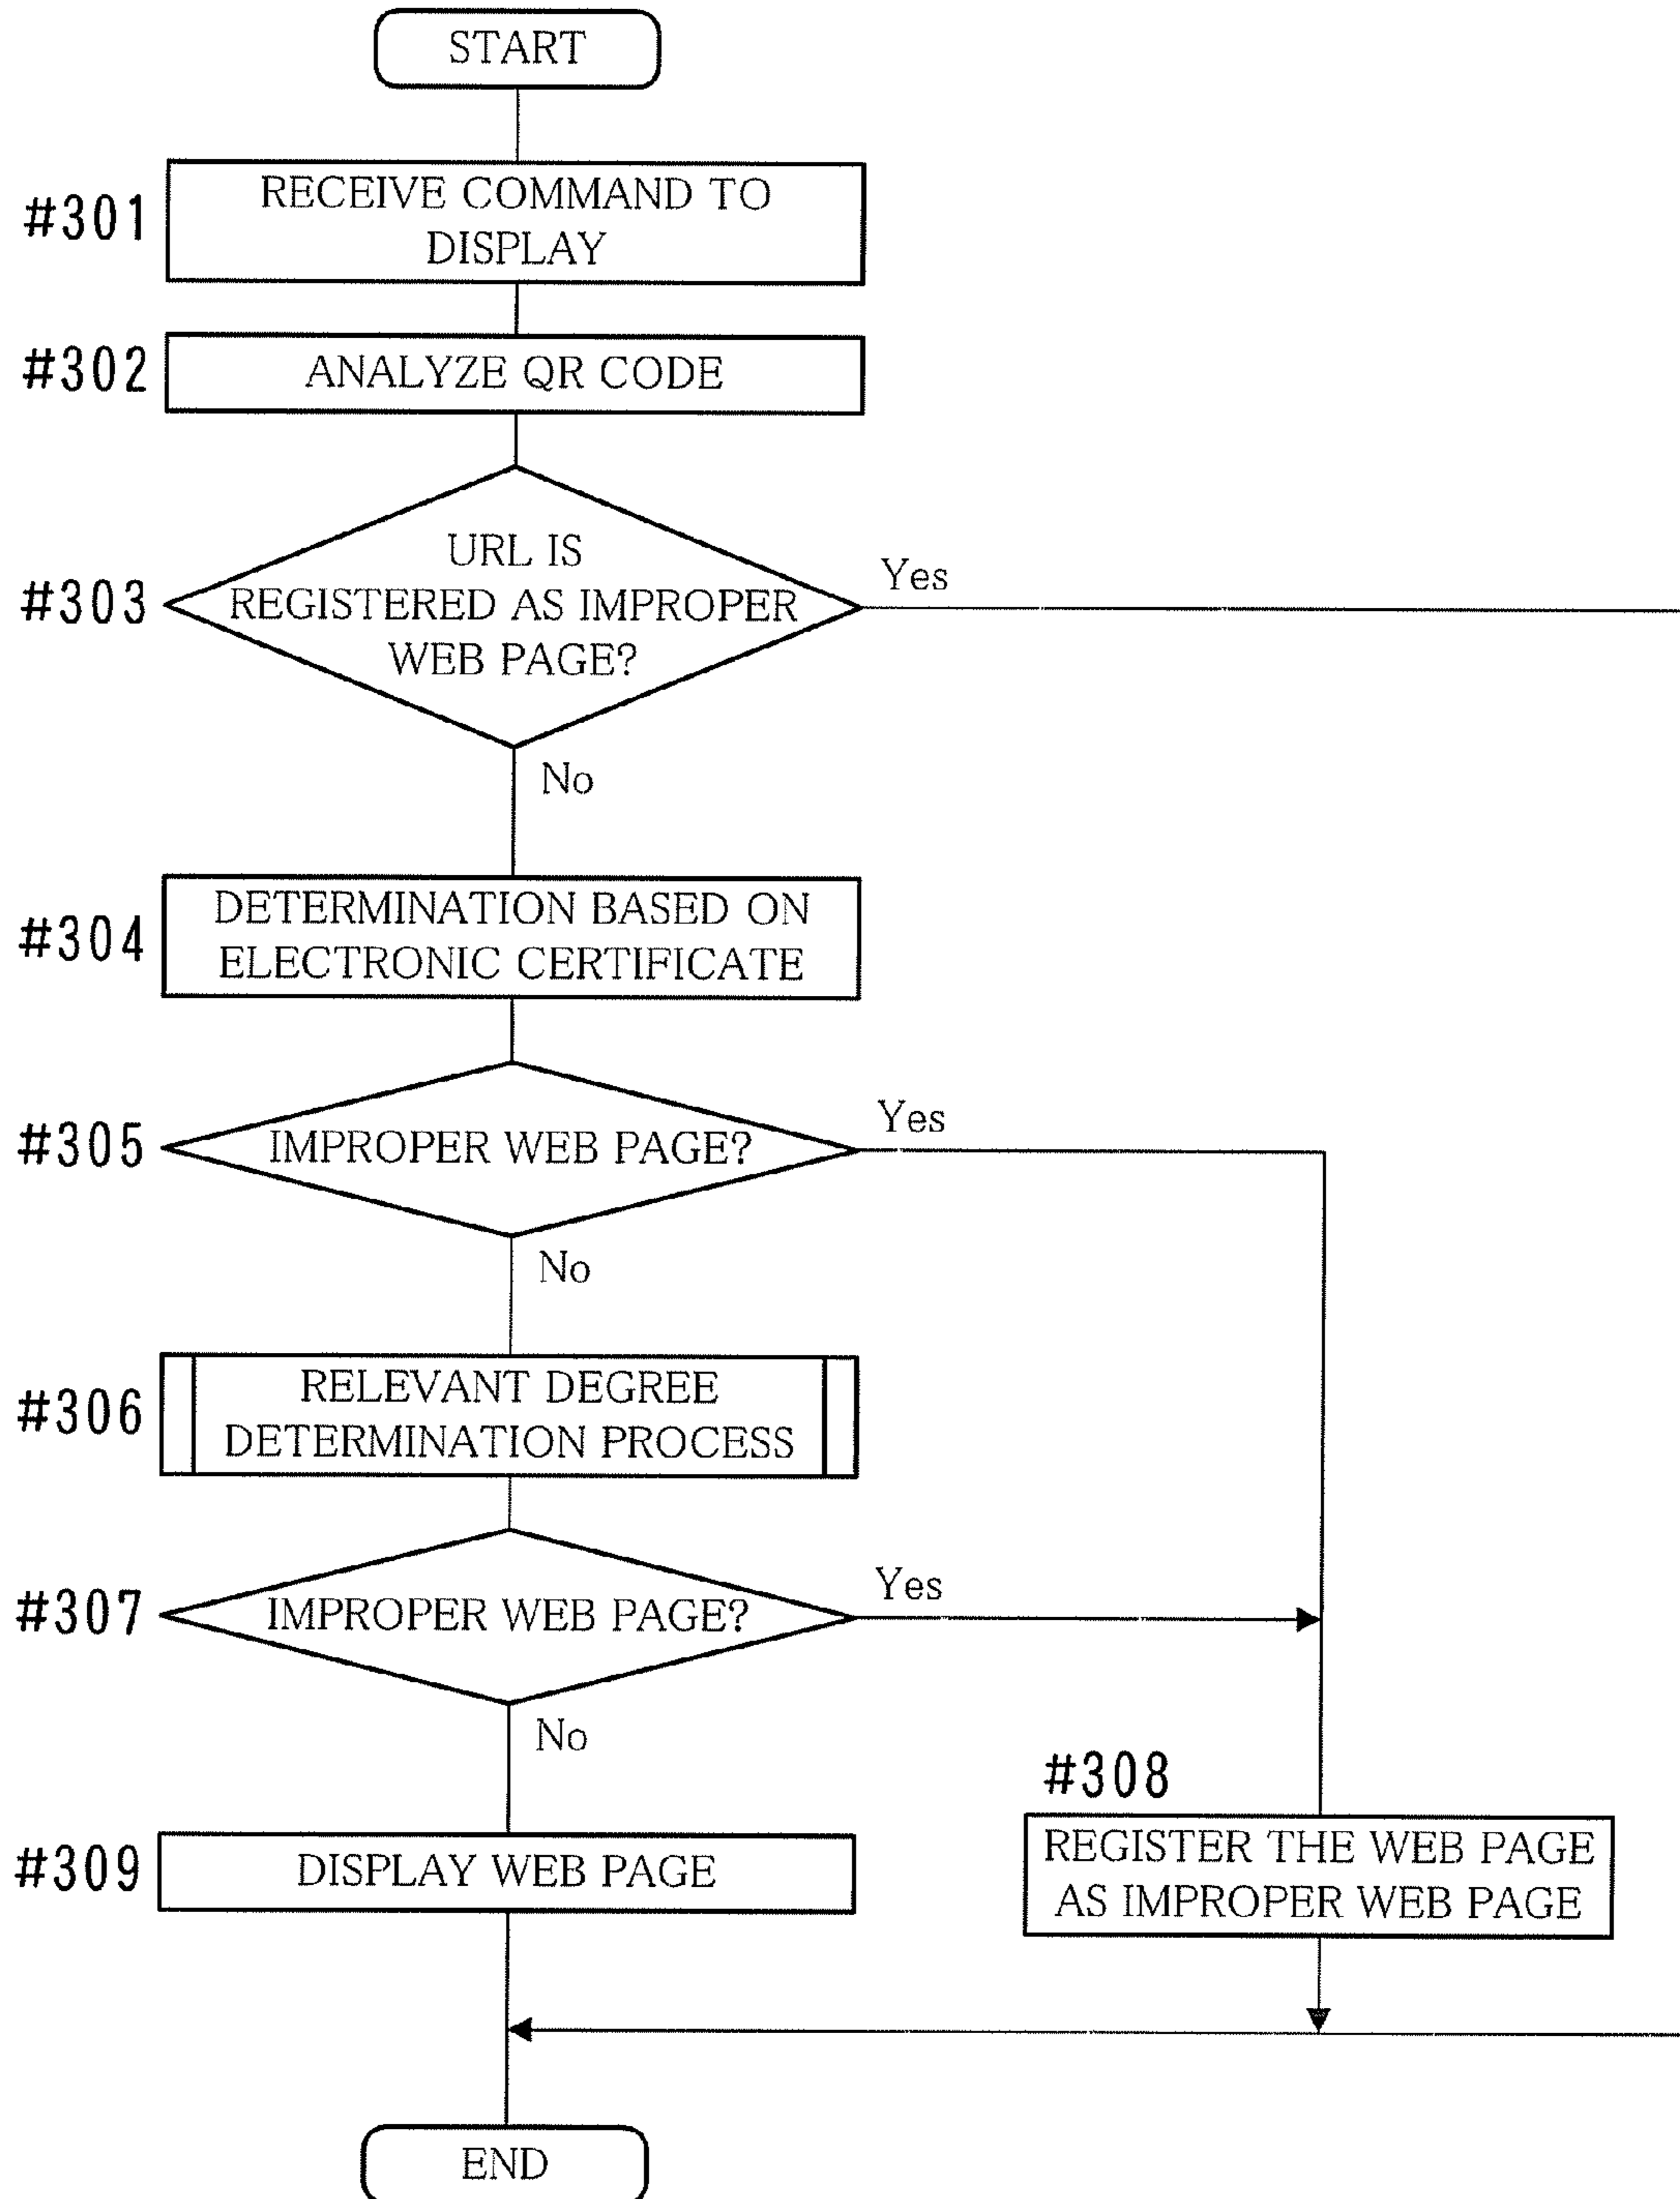 START
#301
RECEIVE COMMAND TO
DISPLAY
#302
ANALYZE QR CODE
#303
URL IS
REGISTERED AS IMPROPER
WEB PAGE?
Yes
No
#304
DETERMINATION BASED ON
ELECTRONIC CERTIFICATE
#305
IMPROPER WEB PAGE?
Yes
No
#306
RELEVANT DEGREE
DETERMINATION PROCESS
#307
IMPROPER WEB PAGE?
Yes
No
#308
REGISTER THE WEB PAGE
AS IMPROPER WEB PAGE
#309
DISPLAY WEB PAGE
END